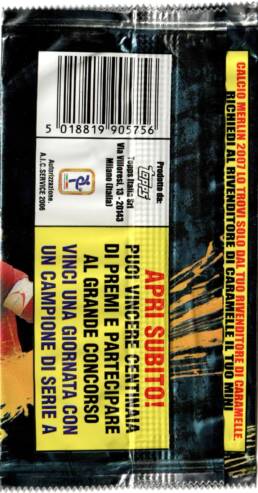 CALCIO MERLIN 2007 LO TROVI SOLO DAL TUO RIVENDITORE DI CARAMELLE.
RICHIEDI AL RIVENDITORE DI CARAMELLE IL TUO MINI
5 018819 905756
Prodotto da:
Topps
Topps Italia Srl
Via Villoresi, 13 - 20143
Milano (Italia)
Autorizzazione
A.I.C. SERVICE 2006
APRI SUBITO!
PUOI VINCERE CENTINAIA
DI PREMI E PARTECIPARE
AL GRANDE CONCORSO
VINCI UNA GIORNATA CON
UN CAMPIONE DI SERIE A